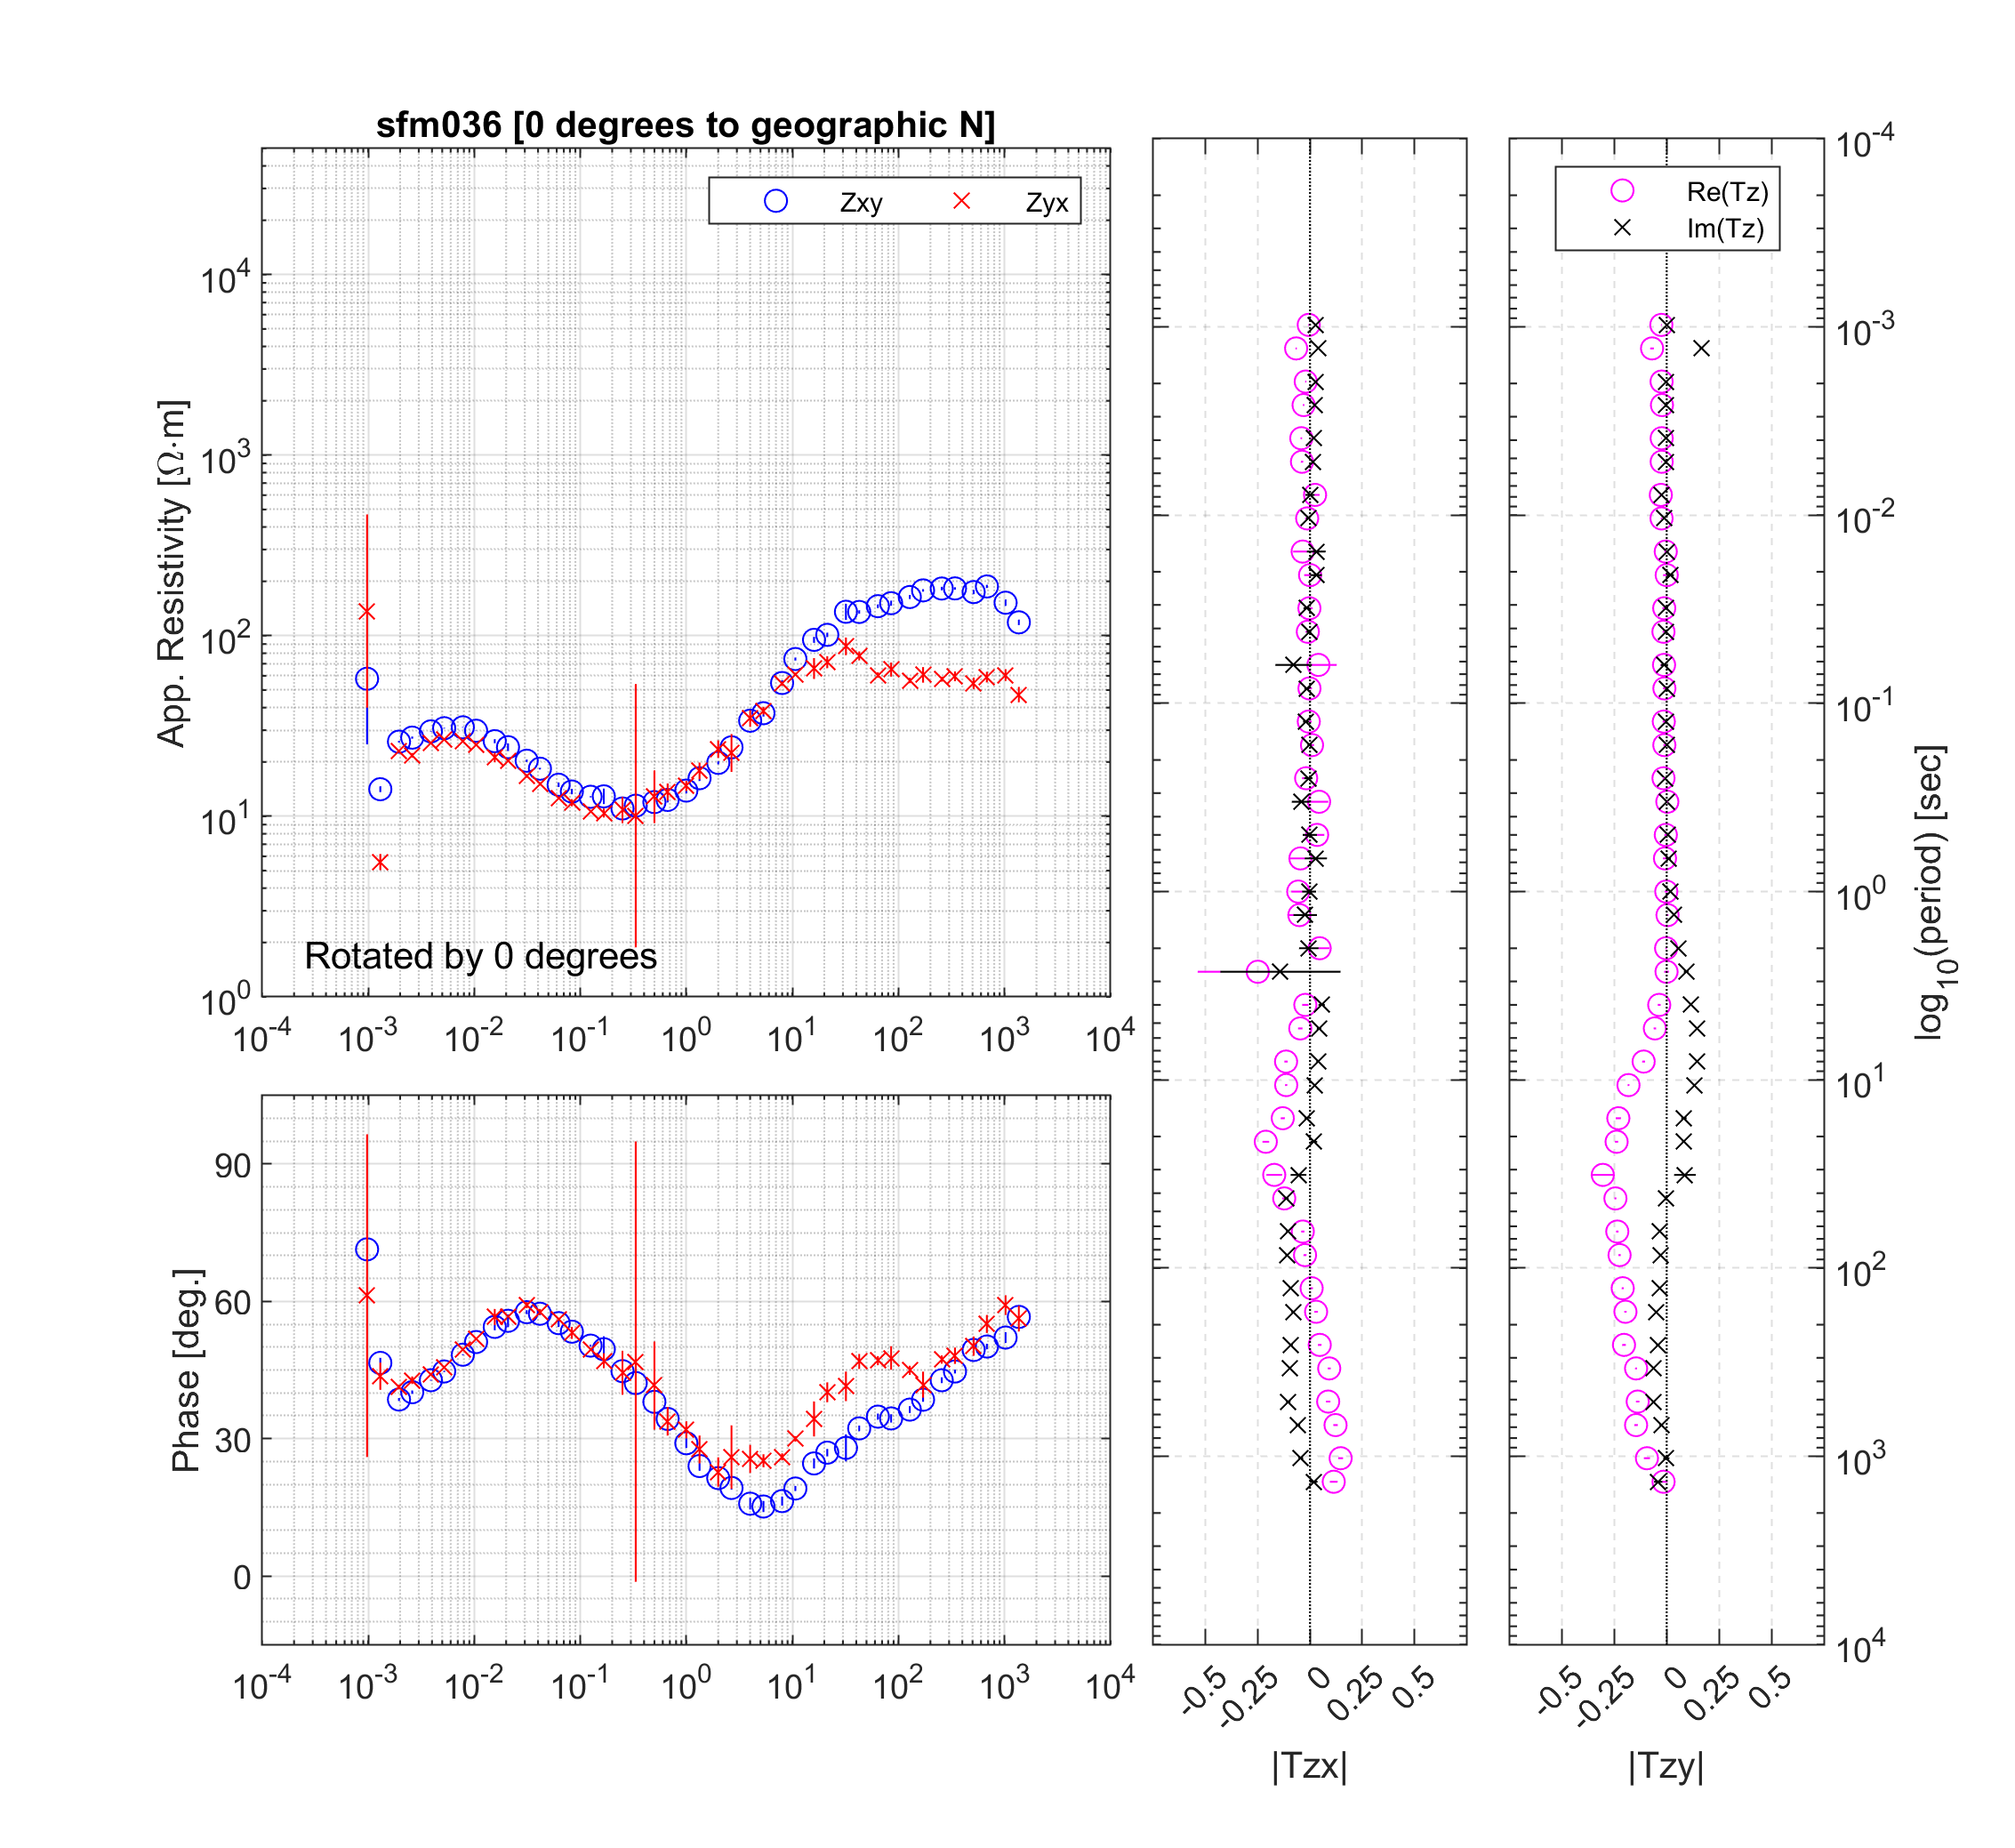 sfm036 [0 degrees to geographic N]
Zxy Zyx
App. Resistivity [Ω·m]
10^4
10^3
10^2
10^1
10^0
Rotated by 0 degrees
10^-4 10^-3 10^-2 10^-1 10^0 10^1 10^2 10^3 10^4
Phase [deg.]
90
60
30
0
10^-4 10^-3 10^-2 10^-1 10^0 10^1 10^2 10^3 10^4
-0.5 -0.25 0 0.25 0.5
|Tzx|
Re(Tz)
Im(Tz)
-0.5 -0.25 0 0.25 0.5
|Tzy|
10^-4
10^-3
10^-2
10^-1
10^0
10^1
10^2
10^3
10^4
log_10(period) [sec]